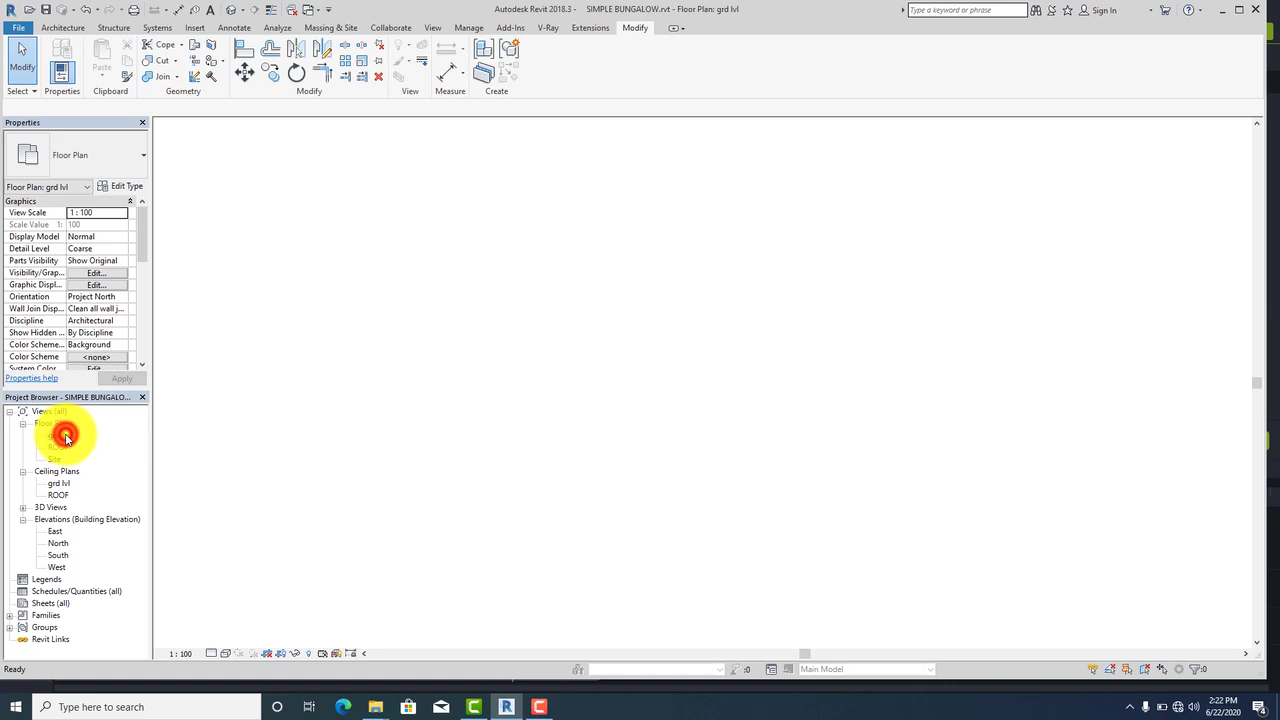 Autodesk Revit 2018.3 - SIMPLE BUNGALOW.rvt - Floor Plan: grd lvl
Type a keyword or phrase
Sign In
File Architecture Structure Systems Insert Annotate Analyze Massing & Site Collaborate View Manage Add-Ins V-Ray Extensions Modify
Modify
Paste
Cope
Cut
Join
Select Properties Clipboard Geometry Modify View Measure Create
Properties
Floor Plan
Floor Plan: grd lvl Edit Type
Graphics
View Scale 1 : 100
Scale Value 1: 100
Display Model Normal
Detail Level Coarse
Parts Visibility Show Original
Visibility/Grap... Edit...
Graphic Displ... Edit...
Orientation Project North
Wall Join Disp... Clean all wall j...
Discipline Architectural
Show Hidden ... By Discipline
Color Scheme... Background
Color Scheme <none>
System Color Edit
Properties help Apply
Project Browser - SIMPLE BUNGALO...
Views (all)
Site
Ceiling Plans
grd lvl
ROOF
3D Views
Elevations (Building Elevation)
East
North
South
West
Legends
Schedules/Quantities (all)
Sheets (all)
Families
Groups
Revit Links
1 : 100
Ready
:0
Main Model
:0
Type here to search
2:22 PM
6/22/2020
4